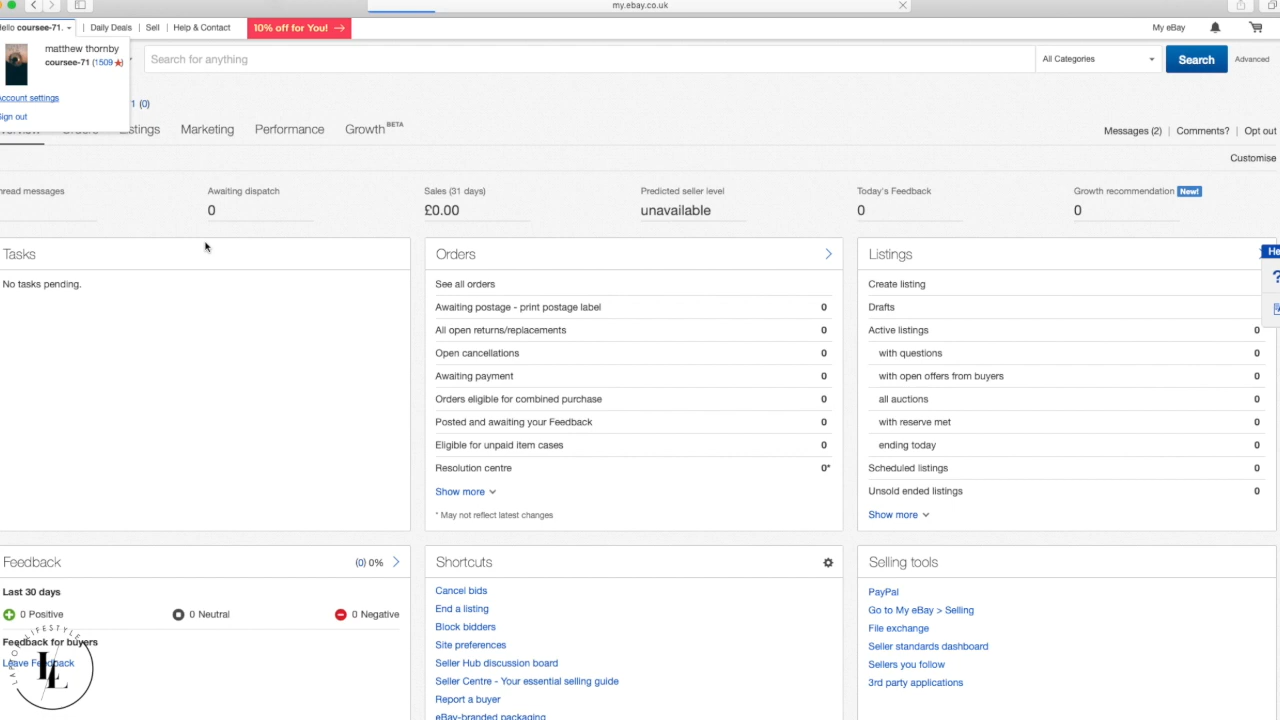 my.ebay.co.uk
ello coursee-71.
Daily Deals
Sell
Help & Contact
10% off for You! →
My eBay
matthew thornby
coursee-71 (1509
Account settings
ign out
Search for anything
All Categories
Search
Advanced
1 (0)
Listings
Marketing
Performance
Growth BETA
Messages (2)
Comments?
Opt out
Customise
nread messages
Awaiting dispatch
0
Sales (31 days)
£0.00
Predicted seller level
unavailable
Today's Feedback
0
Growth recommendation New!
0
Tasks
No tasks pending.
Orders
See all orders
Awaiting postage - print postage label 0
All open returns/replacements 0
Open cancellations 0
Awaiting payment 0
Orders eligible for combined purchase 0
Posted and awaiting your Feedback 0
Eligible for unpaid item cases 0
Resolution centre 0*
Show more
* May not reflect latest changes
Listings
Create listing
Drafts
Active listings 0
with questions 0
with open offers from buyers 0
all auctions 0
with reserve met 0
ending today 0
Scheduled listings 0
Unsold ended listings 0
Show more
He
?
Feedback
(0) 0%
Last 30 days
0 Positive
0 Neutral
0 Negative
Feedback for buyers
Leave Feedback
Shortcuts
Cancel bids
End a listing
Block bidders
Site preferences
Seller Hub discussion board
Seller Centre - Your essential selling guide
Report a buyer
eBay-branded packaging
Selling tools
PayPal
Go to My eBay > Selling
File exchange
Seller standards dashboard
Sellers you follow
3rd party applications
LL